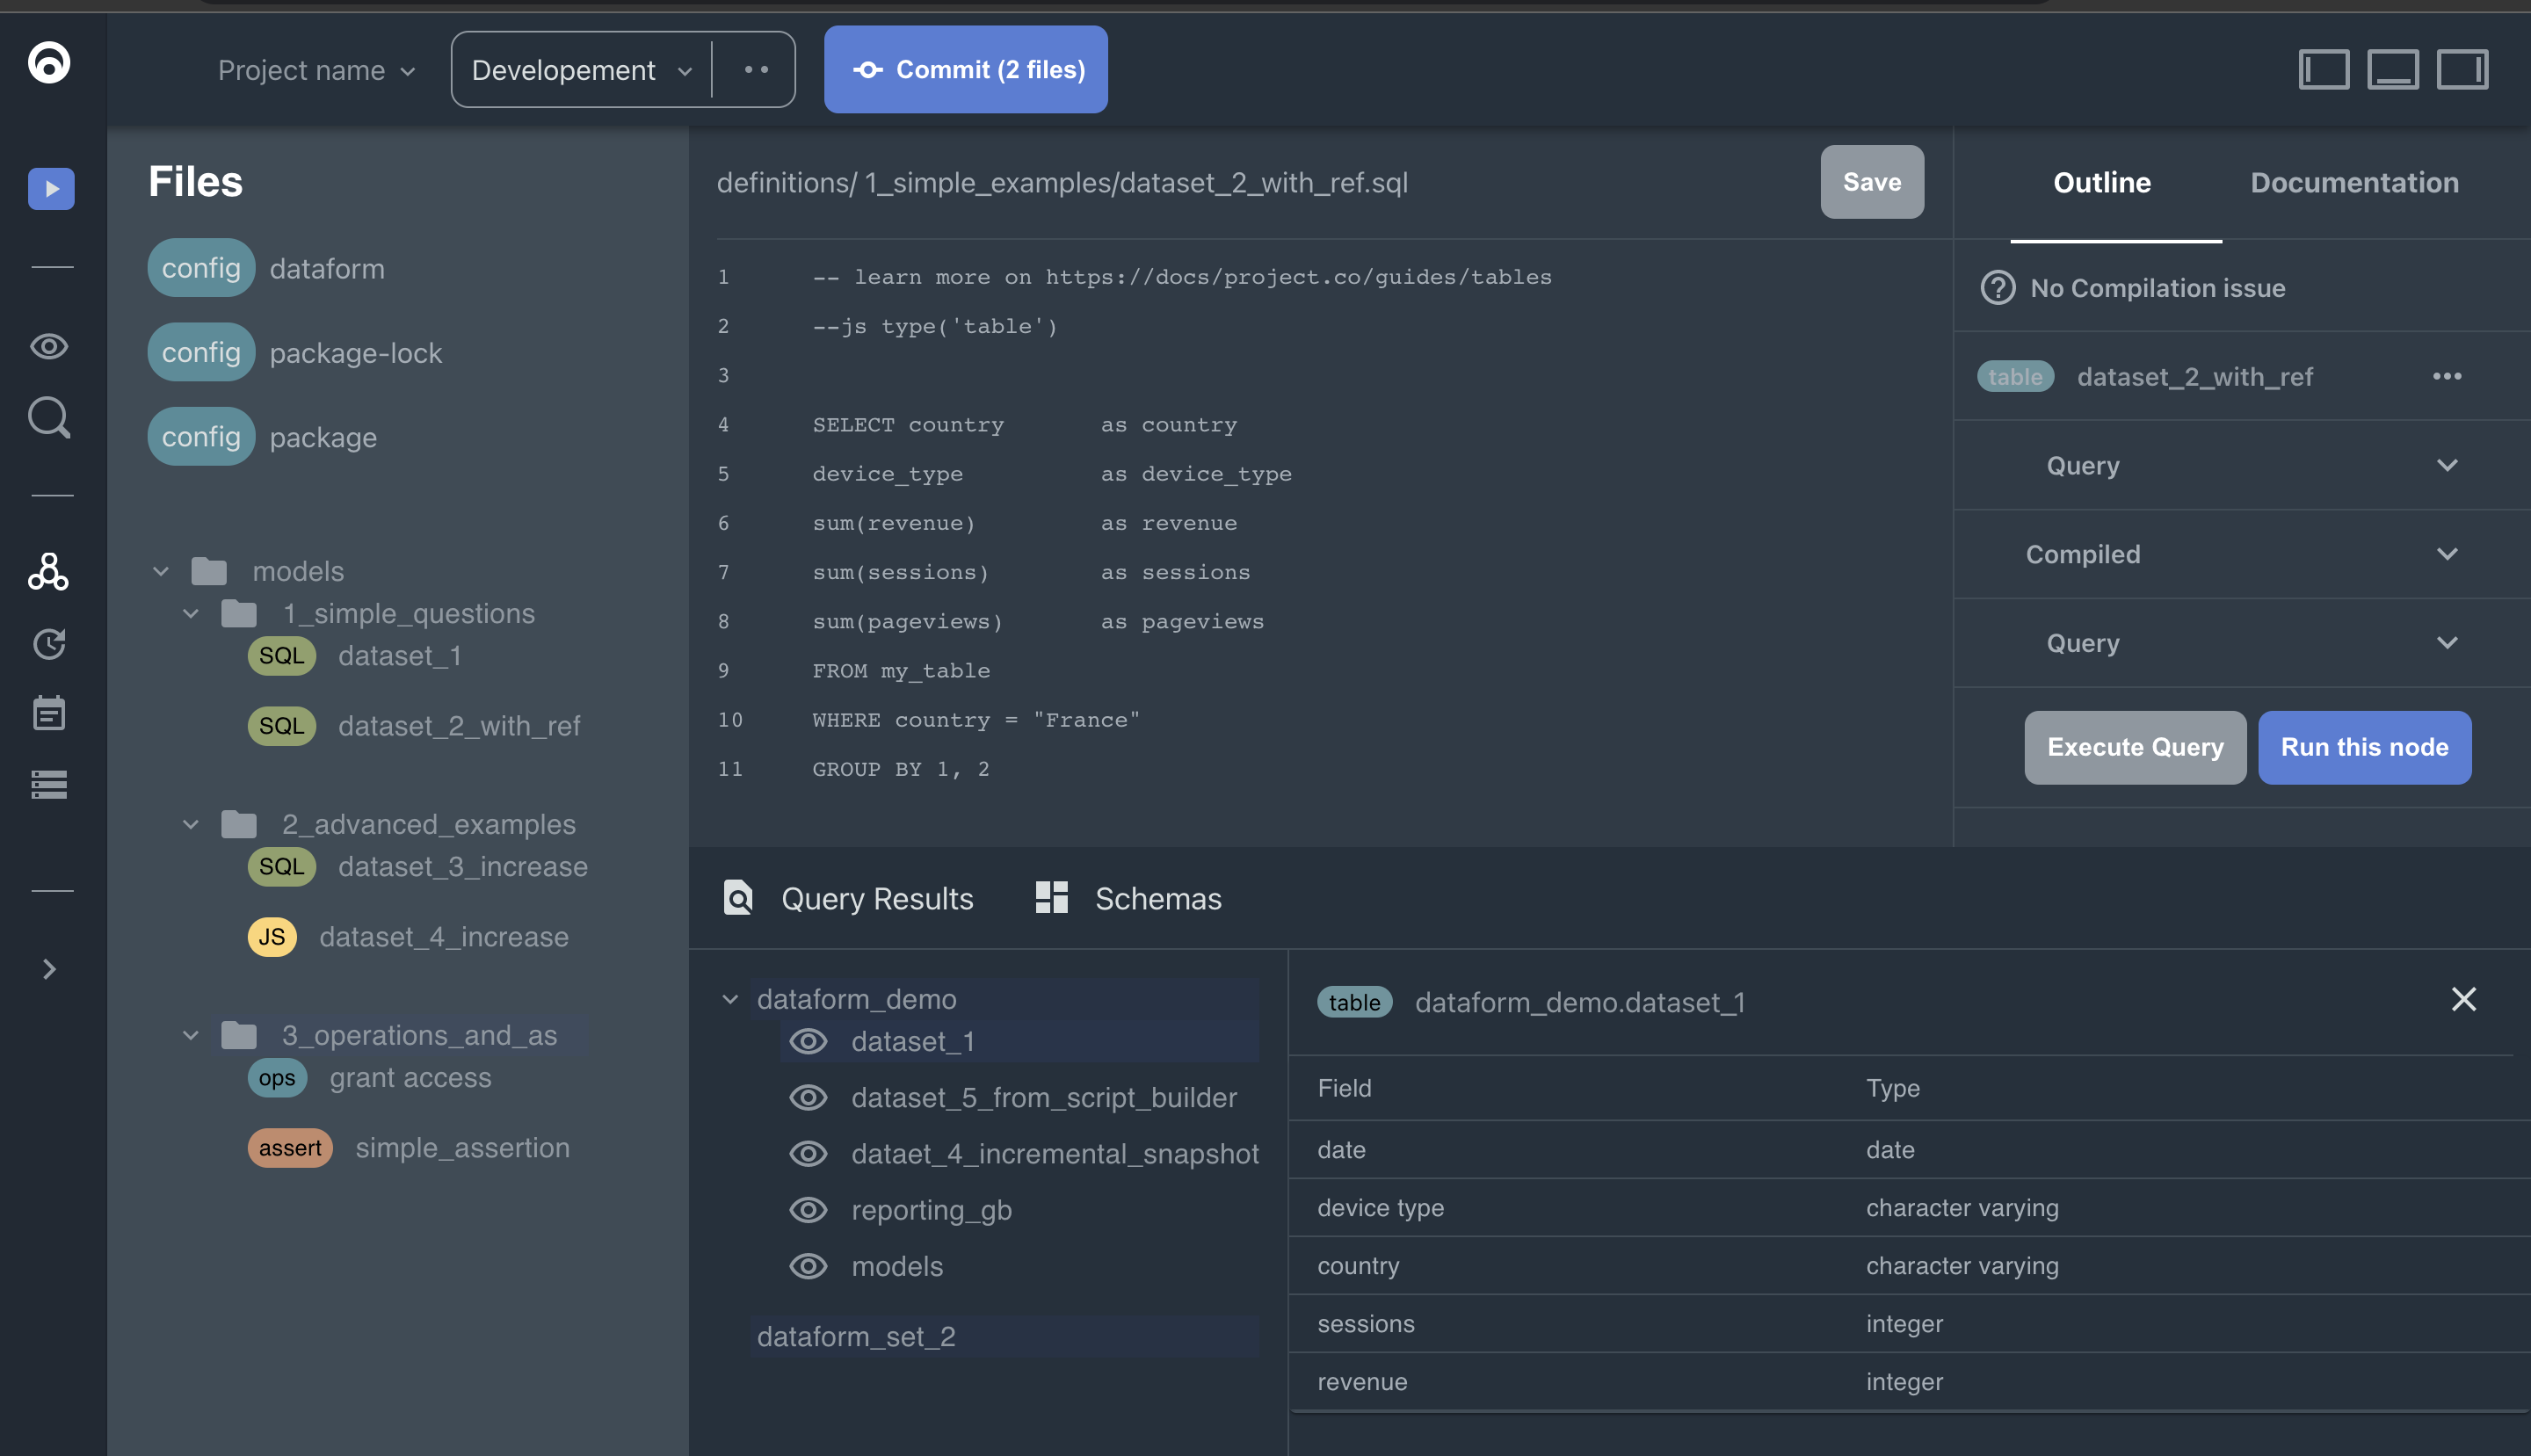 Project name
Developement
Commit (2 files)
Files
config dataform
config package-lock
config package
models
1_simple_questions
SQL dataset_1
SQL dataset_2_with_ref
2_advanced_examples
SQL dataset_3_increase
JS dataset_4_increase
3_operations_and_as
ops grant access
assert simple_assertion
definitions/ 1_simple_examples/dataset_2_with_ref.sql
Save
1 -- learn more on https://docs/project.co/guides/tables
2 --js type('table')
3
4 SELECT country as country
5 device_type as device_type
6 sum(revenue) as revenue
7 sum(sessions) as sessions
8 sum(pageviews) as pageviews
9 FROM my_table
10 WHERE country = "France"
11 GROUP BY 1, 2
Outline Documentation
No Compilation issue
table dataset_2_with_ref
Query
Compiled
Query
Execute Query Run this node
Query Results Schemas
dataform_demo
dataset_1
dataset_5_from_script_builder
dataet_4_incremental_snapshot
reporting_gb
models
dataform_set_2
table dataform_demo.dataset_1
Field Type
date date
device type character varying
country character varying
sessions integer
revenue integer